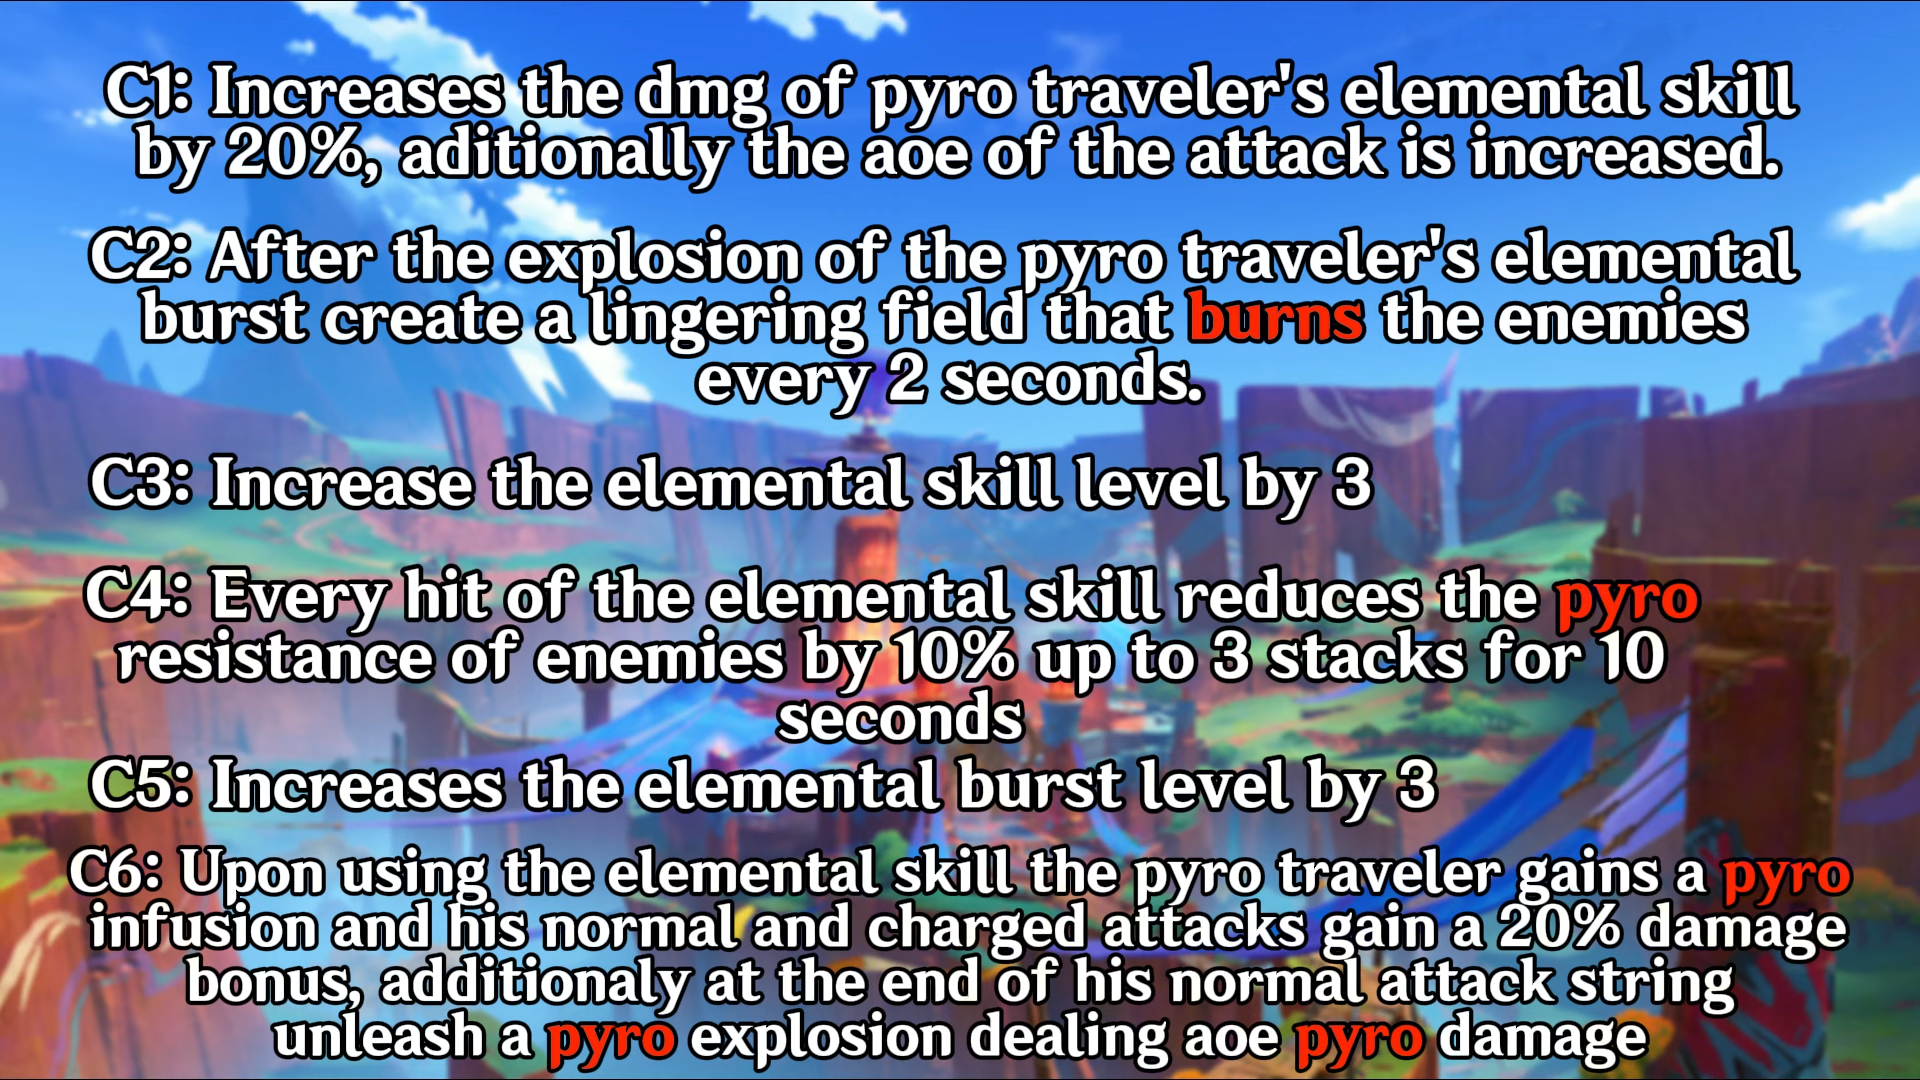 C1: Increases the dmg of pyro traveler's elemental skill
by 20%, aditionally the aoe of the attack is increased.
C2: After the explosion of the pyro traveler's elemental
burst create a lingering field that burns the enemies
every 2 seconds.
C3: Increase the elemental skill level by 3
C4: Every hit of the elemental skill reduces the pyro
resistance of enemies by 10% up to 3 stacks for 10
seconds
C5: Increases the elemental burst level by 3
C6: Upon using the elemental skill the pyro traveler gains a pyro
infusion and his normal and charged attacks gain a 20% damage
bonus, additionaly at the end of his normal attack string
unleash a pyro explosion dealing aoe pyro damage